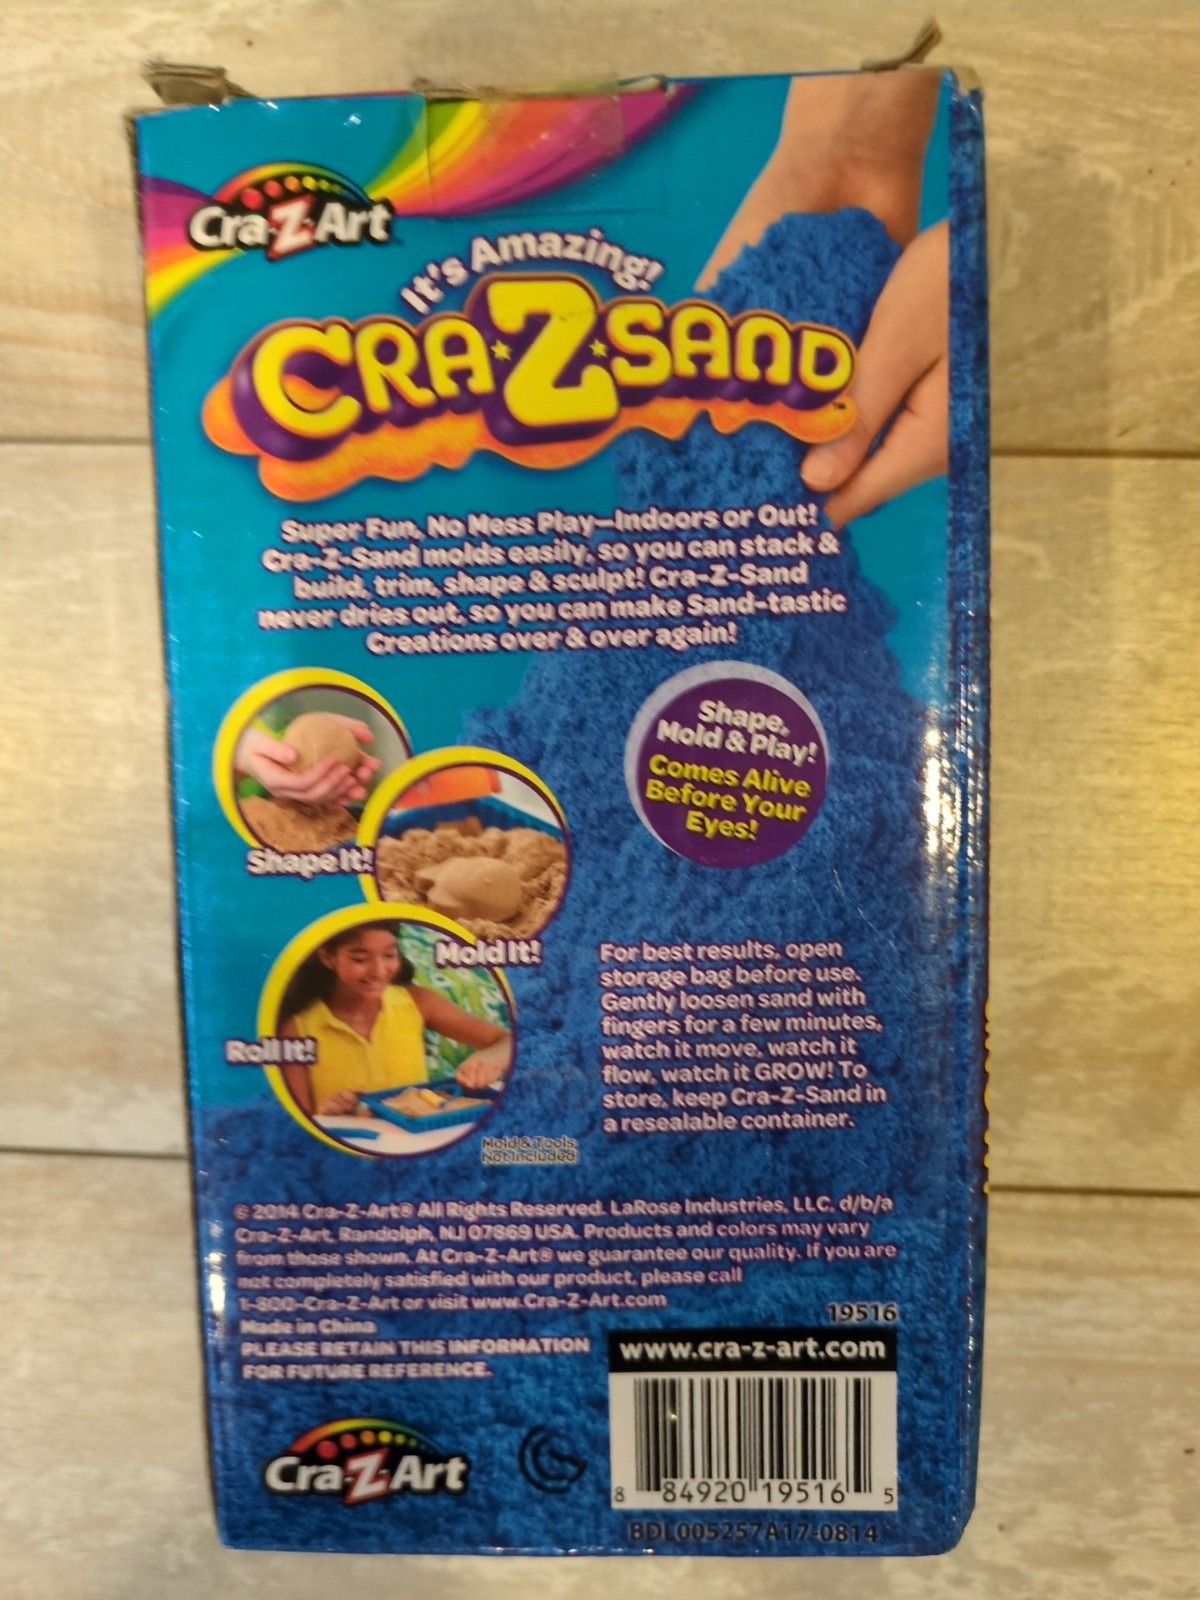 Cra-Z-Art
It's Amazing!
CRA·Z·SAND™
Super Fun, No Mess Play—Indoors or Out!
Cra-Z-Sand molds easily, so you can stack &
build, trim, shape & sculpt! Cra-Z-Sand
never dries out, so you can make Sand-tastic
Creations over & over again!
Shape,
Mold & Play!
Comes Alive
Before Your
Eyes!
Shape It!
Mold It!
Roll It!
For best results, open
storage bag before use.
Gently loosen sand with
fingers for a few minutes,
watch it move, watch it
flow, watch it GROW! To
store, keep Cra-Z-Sand in
a resealable container.
Mold & Tools
Not Included
© 2014 Cra-Z-Art® All Rights Reserved. LaRose Industries, LLC, d/b/a
Cra-Z-Art, Randolph, NJ 07869 USA. Products and colors may vary
from those shown. At Cra-Z-Art® we guarantee our quality. If you are
not completely satisfied with our product, please call
1-800-Cra-Z-Art or visit www.Cra-Z-Art.com
Made in China
PLEASE RETAIN THIS INFORMATION
FOR FUTURE REFERENCE.
19516
www.cra-z-art.com
8 84920 19516 5
BDL005257A17-0814
Cra-Z-Art